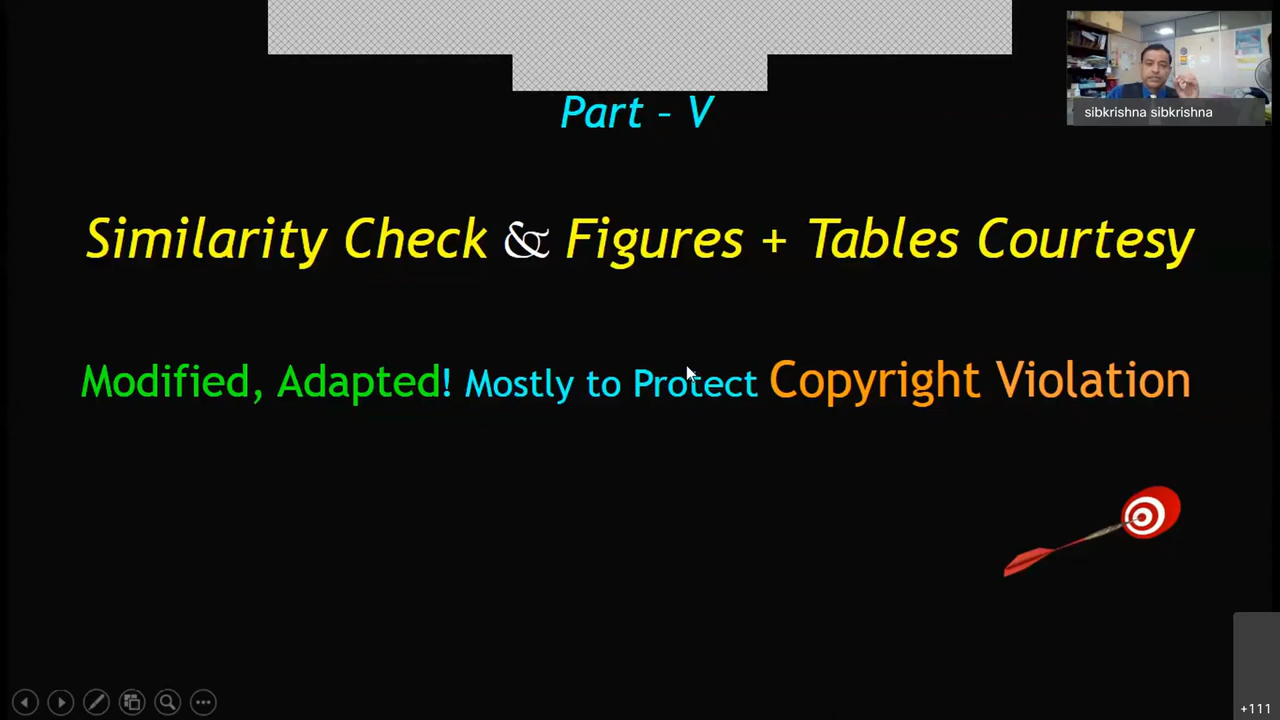 sibkrishna sibkrishna
Part – V
Similarity Check & Figures + Tables Courtesy
Modified, Adapted! Mostly to Protect Copyright Violation
+111